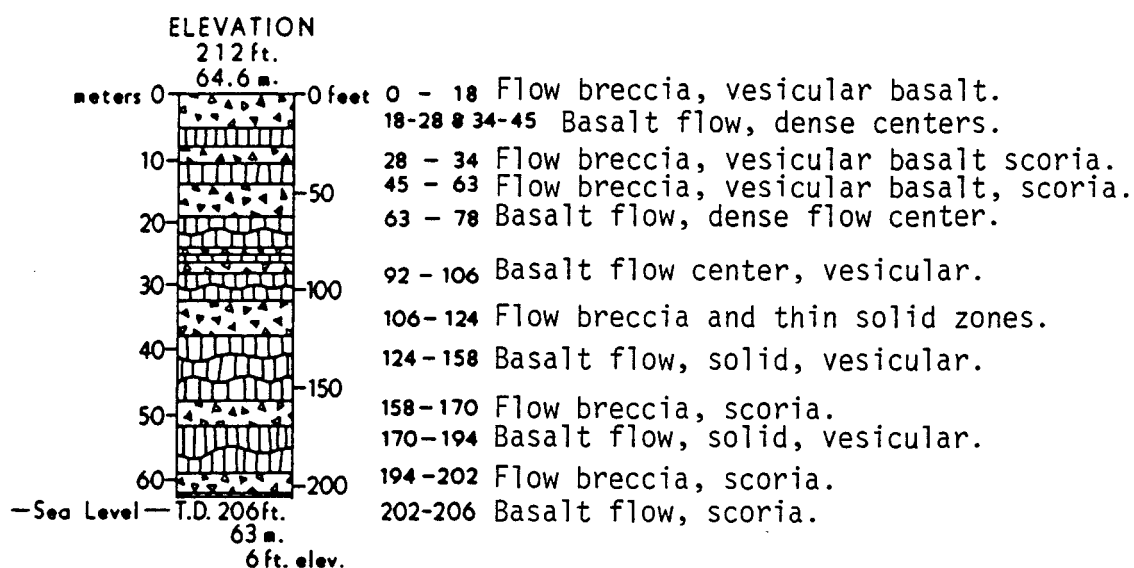 ELEVATION
212 ft.
64.6 m.
meters 0 0 feet 0 - 18 Flow breccia, vesicular basalt.
18-28 & 34-45 Basalt flow, dense centers.
10 28 - 34 Flow breccia, vesicular basalt scoria.
50 45 - 63 Flow breccia, vesicular basalt, scoria.
20 63 - 78 Basalt flow, dense flow center.
30 92 - 106 Basalt flow center, vesicular.
100
106 - 124 Flow breccia and thin solid zones.
40 124 - 158 Basalt flow, solid, vesicular.
150
50 158 - 170 Flow breccia, scoria.
170 - 194 Basalt flow, solid, vesicular.
60 200 194 - 202 Flow breccia, scoria.
—Sea Level— T.D. 206 ft. 202-206 Basalt flow, scoria.
63 m.
6 ft. elev.